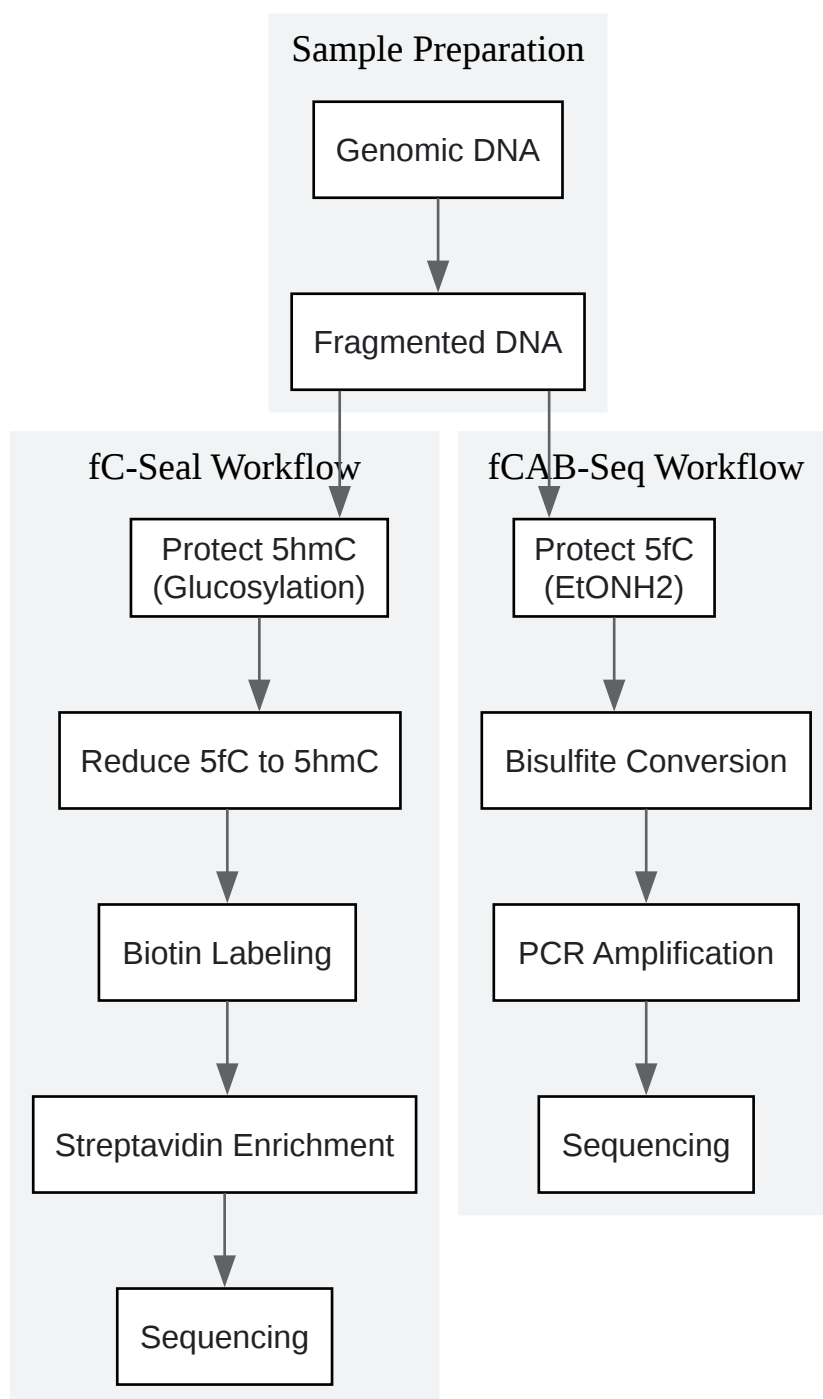 Sample Preparation
Genomic DNA
Fragmented DNA
fC-Seal Workflow
Protect 5hmC
(Glucosylation)
Reduce 5fC to 5hmC
Biotin Labeling
Streptavidin Enrichment
Sequencing
fCAB-Seq Workflow
Protect 5fC
(EtONH2)
Bisulfite Conversion
PCR Amplification
Sequencing